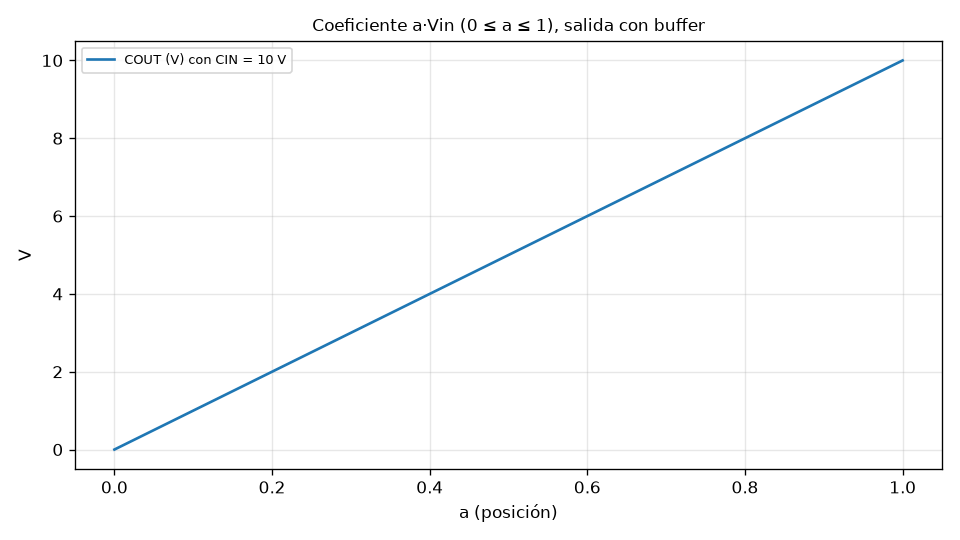 Coeficiente a·Vin (0 ≤ a ≤ 1), salida con buffer
COUT (V) con CIN = 10 V
10
8
6
4
2
0
V
0.0 0.2 0.4 0.6 0.8 1.0
a (posición)